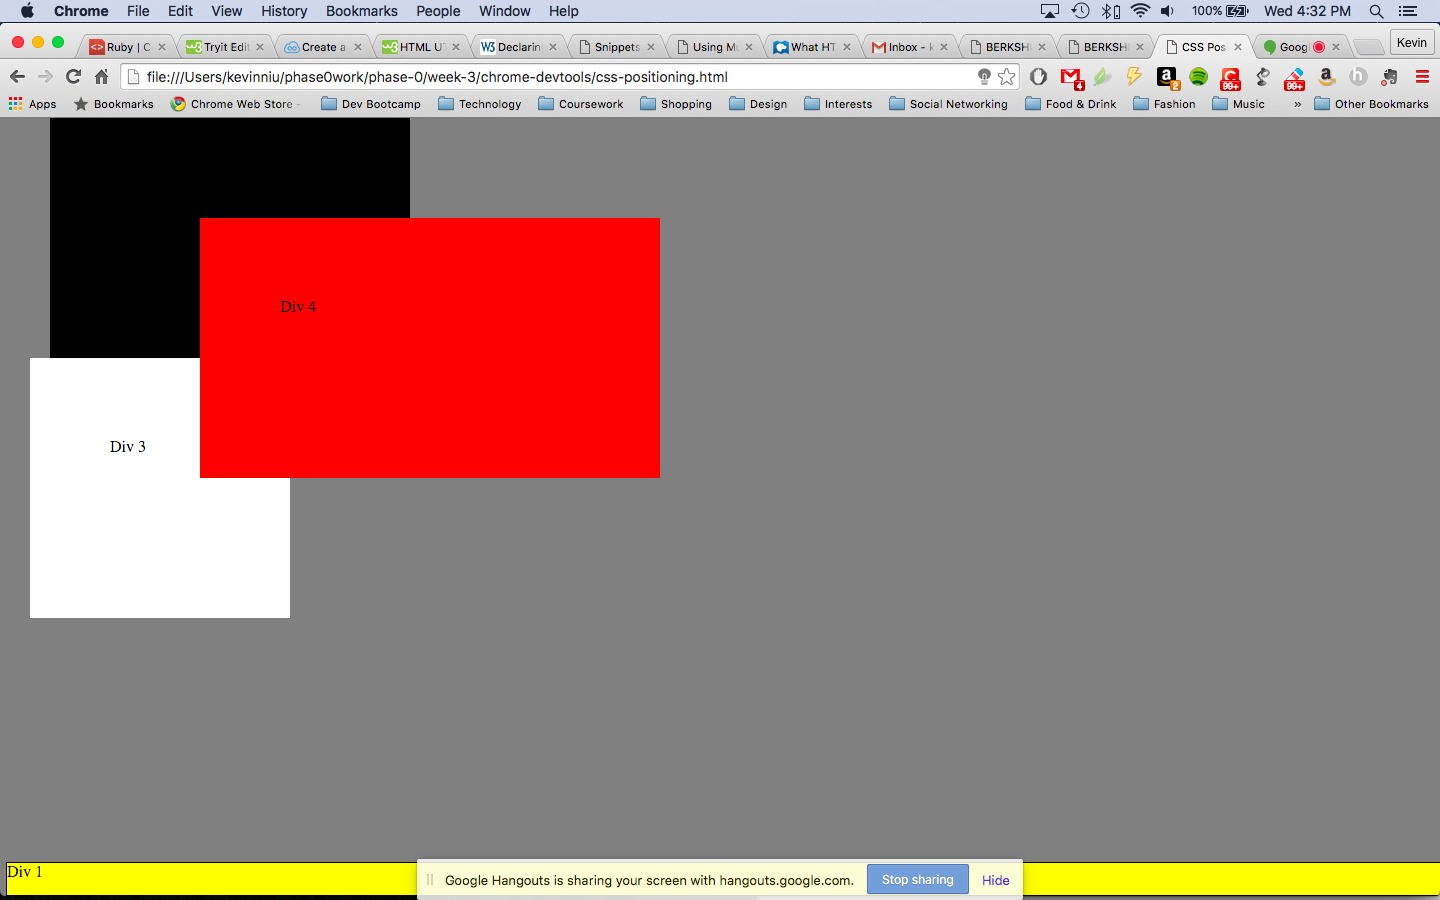 Chrome File Edit View History Bookmarks People Window Help 100% Wed 4:32 PM
Ruby | C Tryit Edit Create a HTML U W3 Declarin Snippets Using M What HT Inbox - k BERKSH BERKSH CSS Pos Googl Kevin
file:///Users/kevinniu/phase0work/phase-0/week-3/chrome-devtools/css-positioning.html 4 a 2 99+ 99+ a h
Apps Bookmarks Chrome Web Store - Dev Bootcamp Technology Coursework Shopping Design Interests Social Networking Food & Drink Fashion Music » Other Bookmarks
Div 4
Div 3
Div 1
Google Hangouts is sharing your screen with hangouts.google.com. Stop sharing Hide